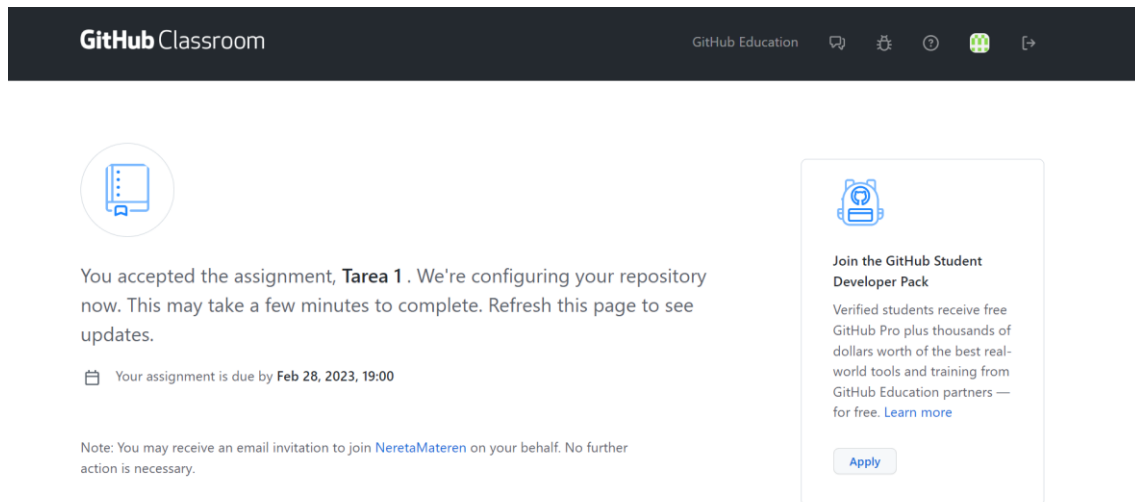 GitHub Classroom
GitHub Education
You accepted the assignment, Tarea 1 . We're configuring your repository
now. This may take a few minutes to complete. Refresh this page to see
updates.
Your assignment is due by Feb 28, 2023, 19:00
Note: You may receive an email invitation to join NeretaMateren on your behalf. No further
action is necessary.
Join the GitHub Student
Developer Pack
Verified students receive free
GitHub Pro plus thousands of
dollars worth of the best real-
world tools and training from
GitHub Education partners —
for free. Learn more
Apply